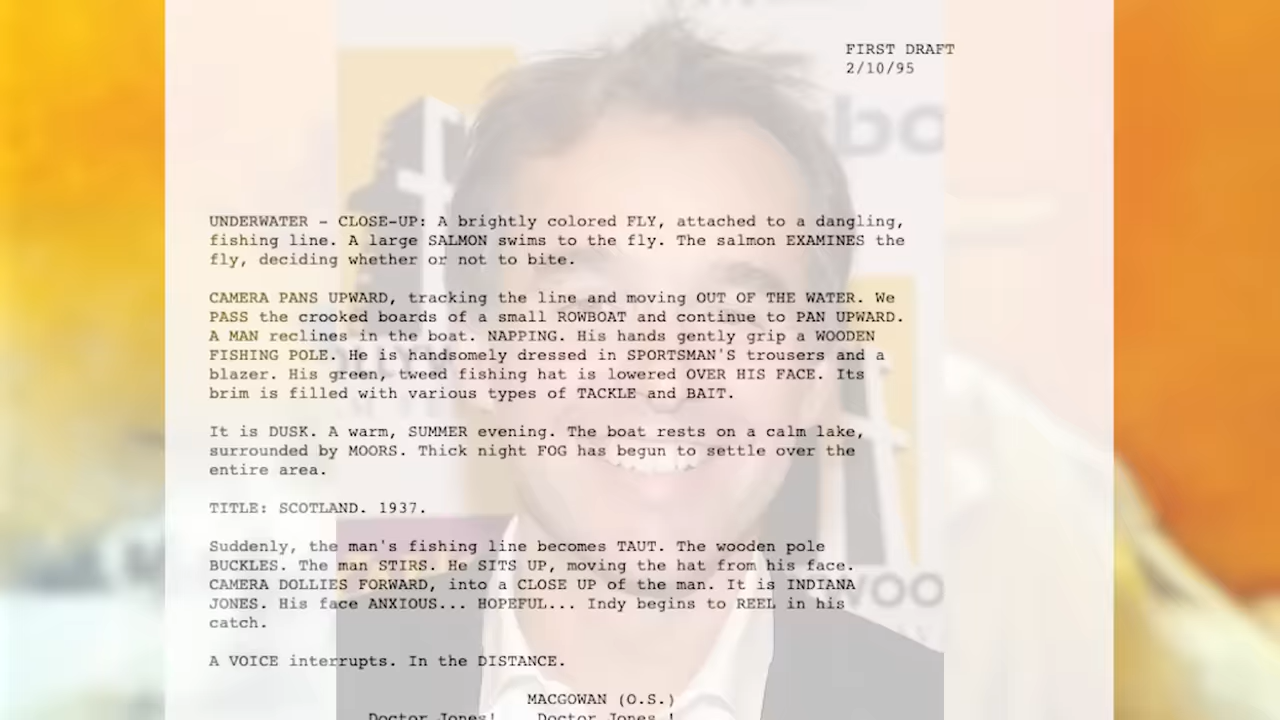 FIRST DRAFT
2/10/95
bo
UNDERWATER - CLOSE-UP: A brightly colored FLY, attached to a dangling,
fishing line. A large SALMON swims to the fly. The salmon EXAMINES the
fly, deciding whether or not to bite.
CAMERA PANS UPWARD, tracking the line and moving OUT OF THE WATER. We
PASS the crooked boards of a small ROWBOAT and continue to PAN UPWARD.
A MAN reclines in the boat. NAPPING. His hands gently grip a WOODEN
FISHING POLE. He is handsomely dressed in SPORTSMAN'S trousers and a
blazer. His green, tweed fishing hat is lowered OVER HIS FACE. Its
brim is filled with various types of TACKLE and BAIT.
It is DUSK. A warm, SUMMER evening. The boat rests on a calm lake,
surrounded by MOORS. Thick night FOG has begun to settle over the
entire area.
TITLE: SCOTLAND. 1937.
Suddenly, the man's fishing line becomes TAUT. The wooden pole
BUCKLES. The man STIRS. He SITS UP, moving the hat from his face.
CAMERA DOLLIES FORWARD, into a CLOSE UP of the man. It is INDIANA
JONES. His face ANXIOUS... HOPEFUL... Indy begins to REEL in his
catch.
woo
A VOICE interrupts. In the DISTANCE.
MACGOWAN (O.S.)
Doctor Jones! Doctor Jones !